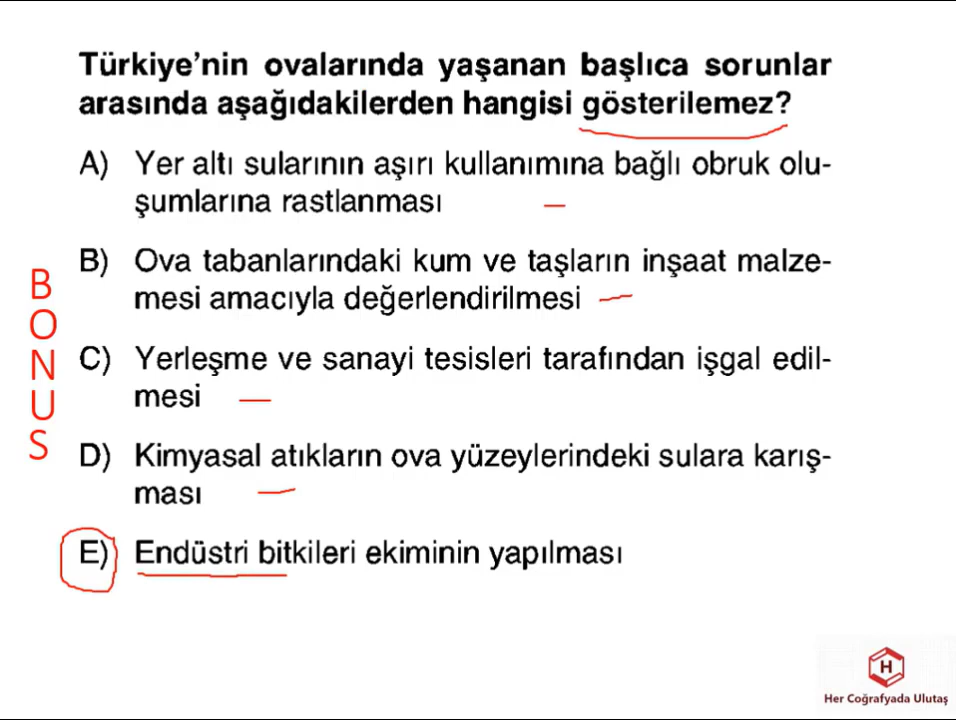 Türkiye'nin ovalarında yaşanan başlıca sorunlar
arasında aşağıdakilerden hangisi gösterilemez?
A) Yer altı sularının aşırı kullanımına bağlı obruk olu-
şumlarına rastlanması
B) Ova tabanlarındaki kum ve taşların inşaat malze-
mesi amacıyla değerlendirilmesi
C) Yerleşme ve sanayi tesisleri tarafından işgal edil-
mesi
D) Kimyasal atıkların ova yüzeylerindeki sulara karış-
ması
E) Endüstri bitkileri ekiminin yapılması
B
O
N
U
S
H
Her Coğrafyada Ulutaş